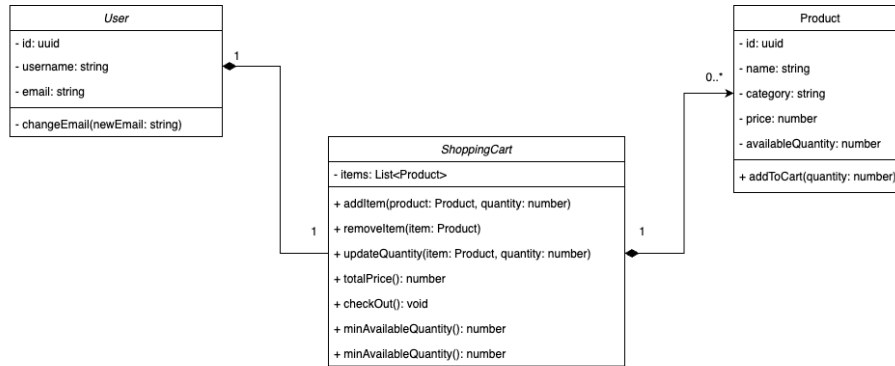 User
- id: uuid
- username: string
- email: string
- changeEmail(newEmail: string)
1
1
ShoppingCart
- items: List<Product>
+ addItem(product: Product, quantity: number)
+ removeItem(item: Product)
+ updateQuantity(item: Product, quantity: number)
+ totalPrice(): number
+ checkOut(): void
+ minAvailableQuantity(): number
+ minAvailableQuantity(): number
1
0..*
Product
- id: uuid
- name: string
- category: string
- price: number
- availableQuantity: number
+ addToCart(quantity: number)